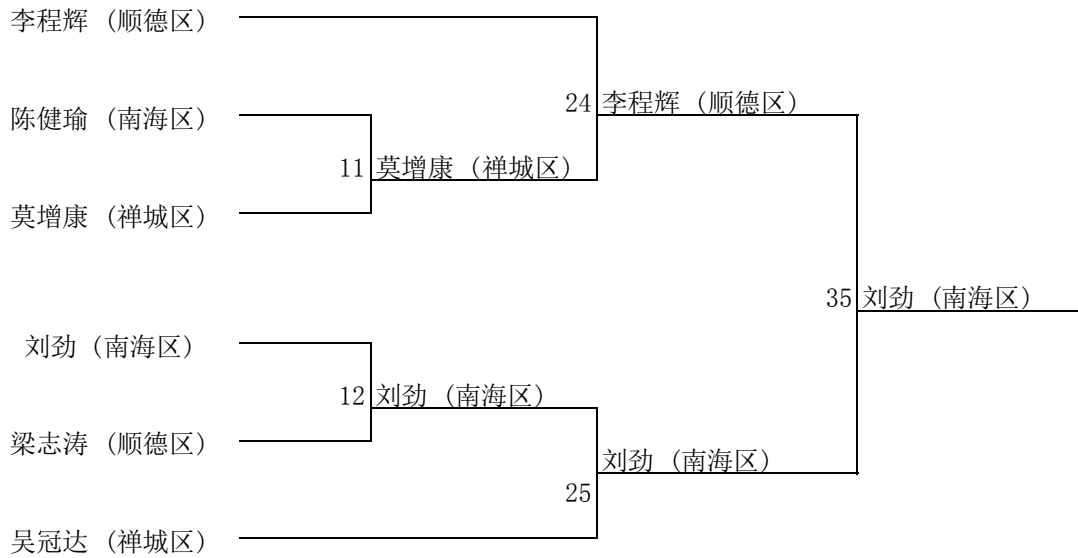 李程辉 (顺德区)
24 李程辉 (顺德区)
陈健瑜 (南海区)
11 莫增康 (禅城区)
莫增康 (禅城区)
35 刘劲 (南海区)
刘劲 (南海区)
12 刘劲 (南海区)
梁志涛 (顺德区)
刘劲 (南海区)
25
吴冠达 (禅城区)